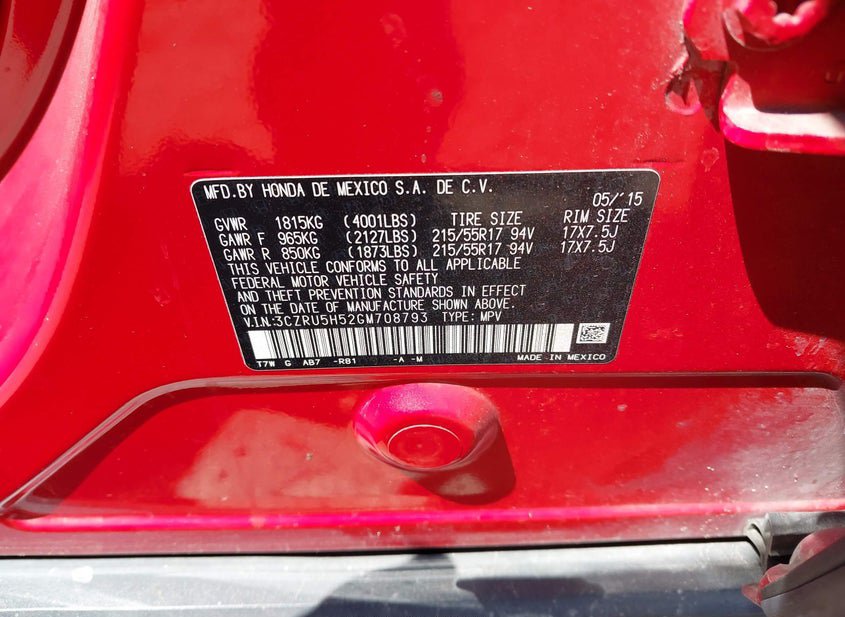 MFD.BY HONDA DE MEXICO S.A. DE C.V.
05/'15
GVWR 1815KG (4001LBS) TIRE SIZE RIM SIZE
GAWR F 965KG (2127LBS) 215/55R17 94V 17X7.5J
GAWR R 850KG (1873LBS) 215/55R17 94V 17X7.5J
THIS VEHICLE CONFORMS TO ALL APPLICABLE
FEDERAL MOTOR VEHICLE SAFETY
AND THEFT PREVENTION STANDARDS IN EFFECT
ON THE DATE OF MANUFACTURE SHOWN ABOVE.
V.I.N:3CZRU5H52GM708793 TYPE: MPV
T7W G AB7 -R81 -A -M MADE IN MEXICO